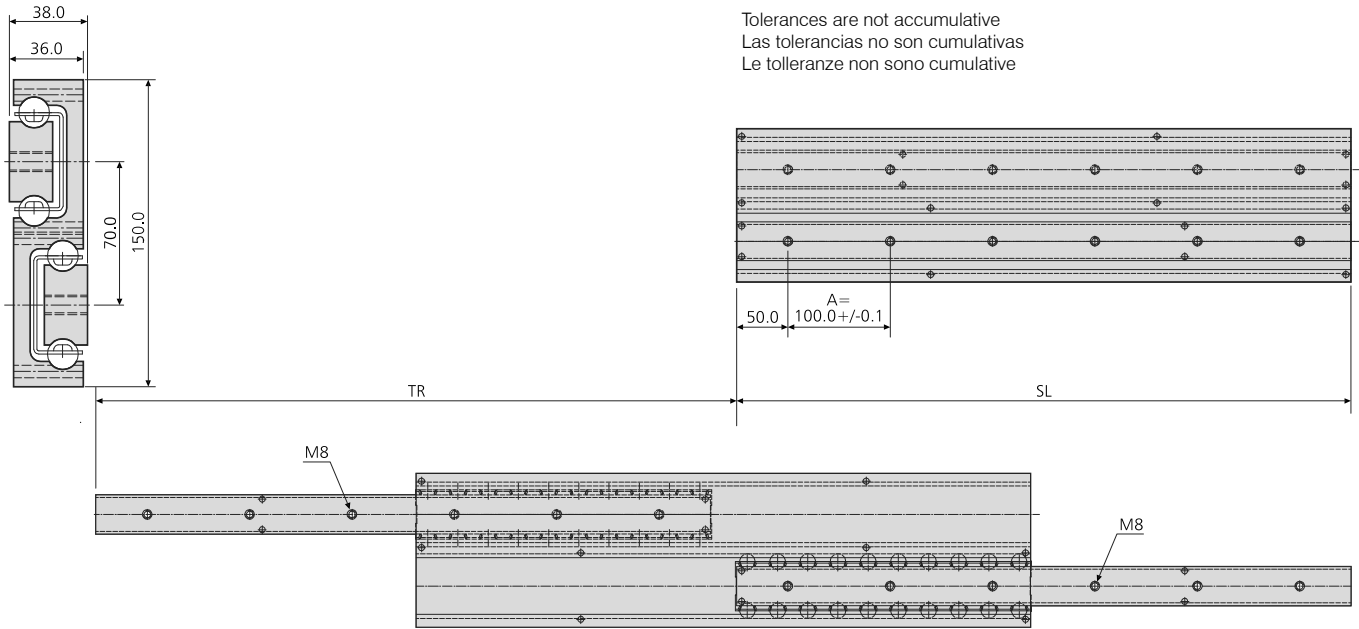 38.0
36.0
Tolerances are not accumulative
Las tolerancias no son cumulativas
Le tolleranze non sono cumulative
70.0
150.0
A=
50.0
100.0+/-0.1
TR
SL
M8
M8